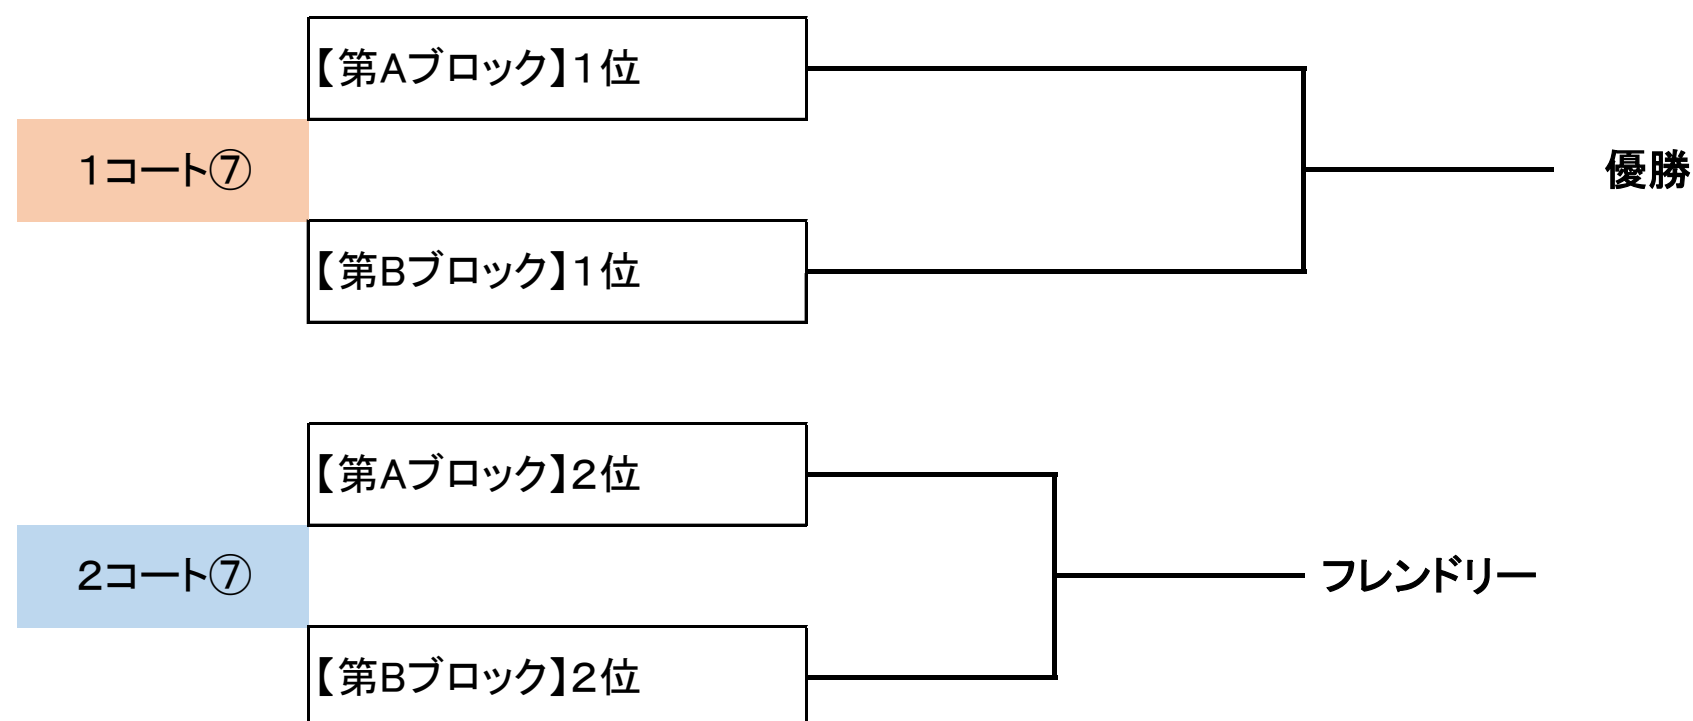 【第Aブロック】１位
１コート⑦
優勝
【第Bブロック】１位
【第Aブロック】２位
２コート⑦
フレンドリー
【第Bブロック】２位